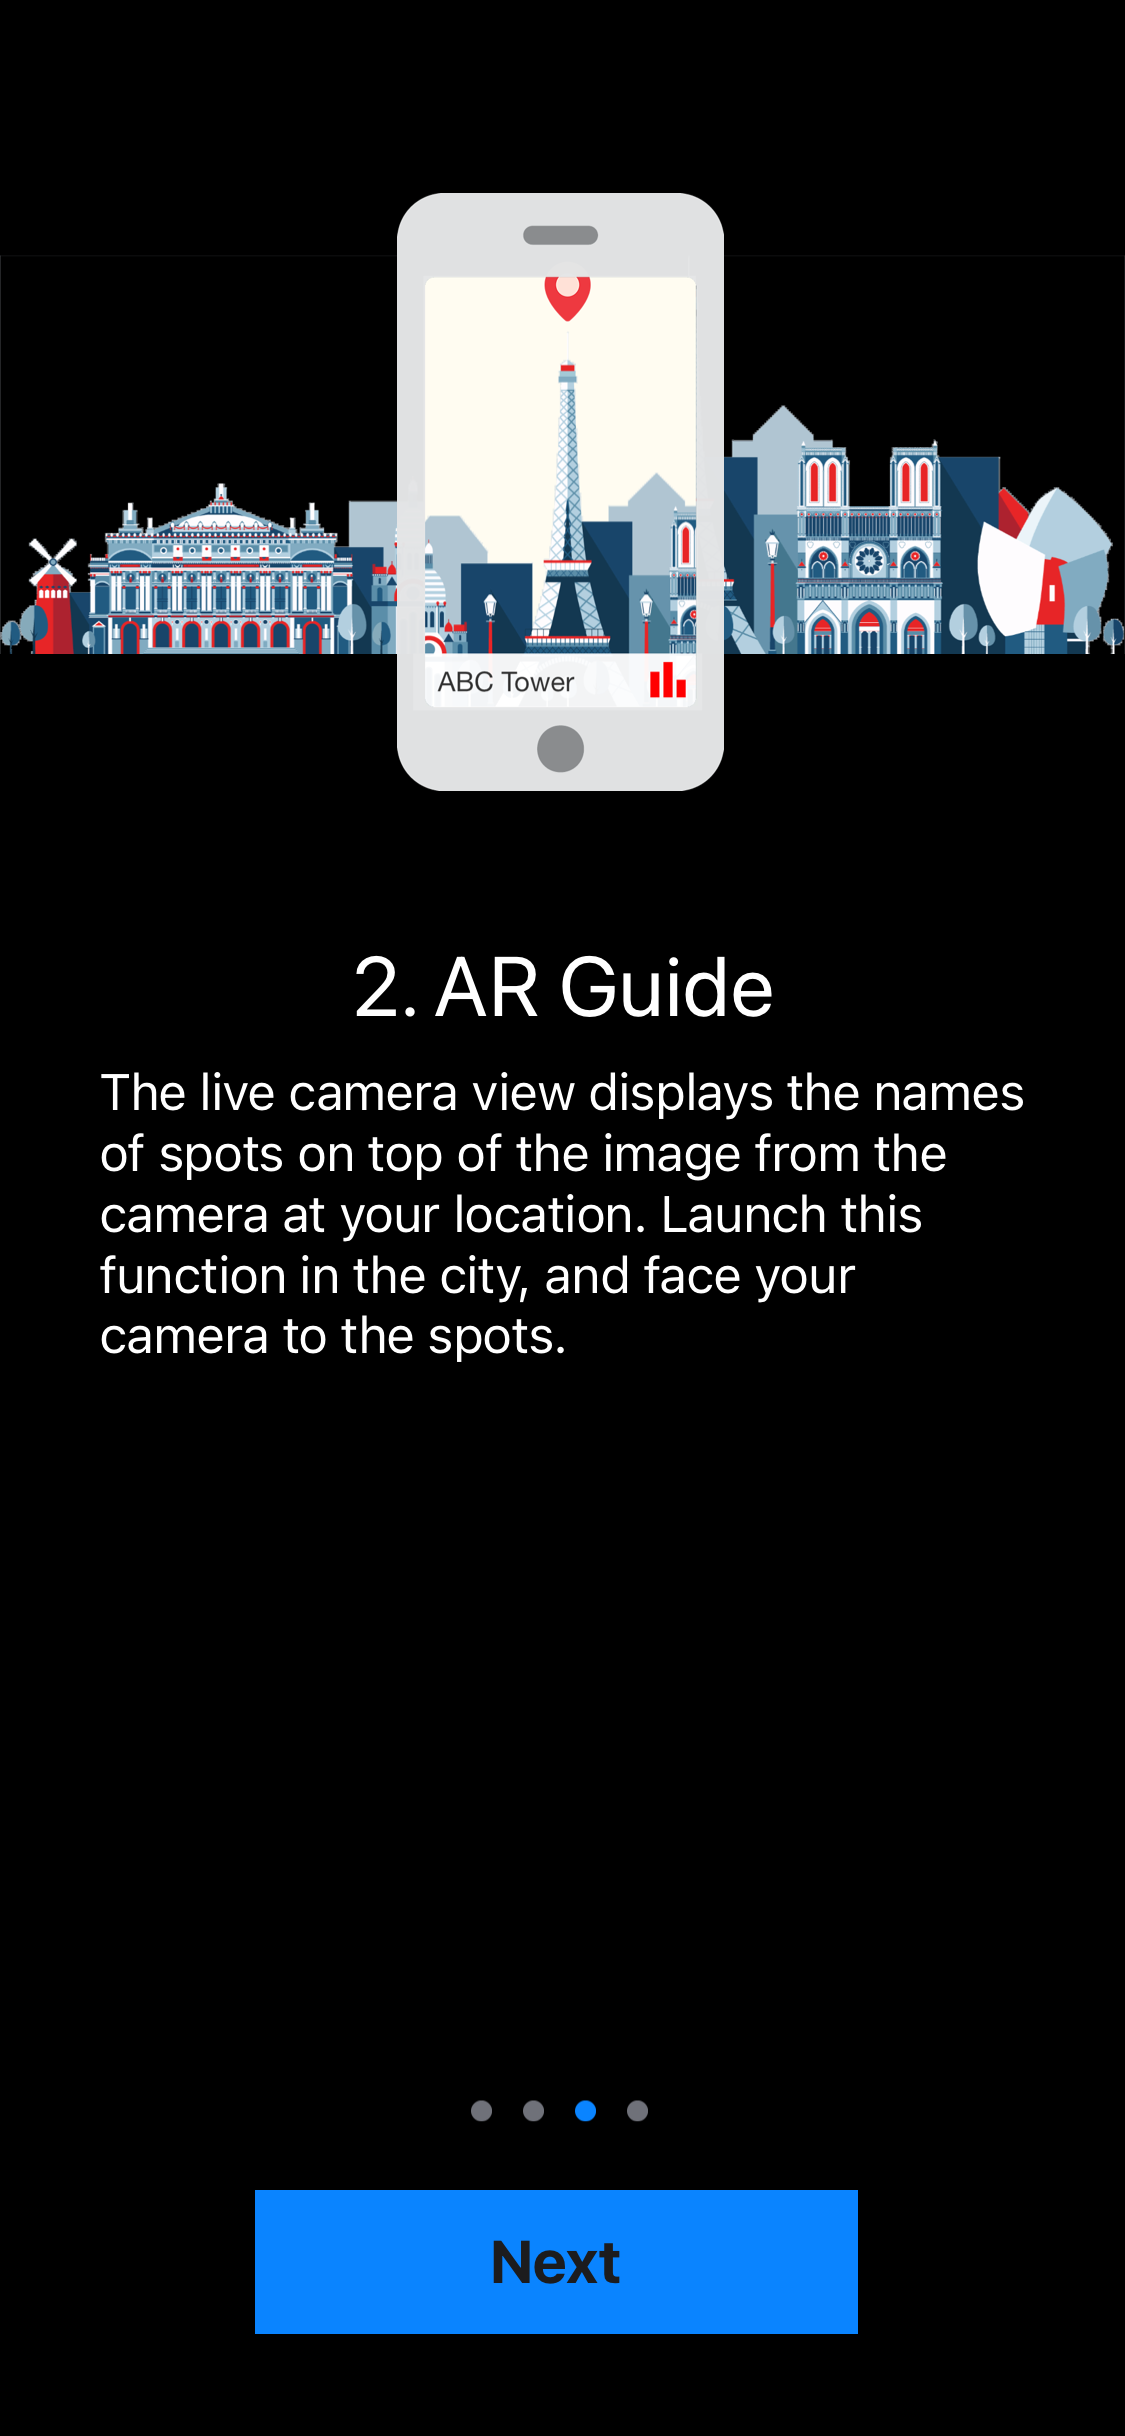 ABC Tower
2. AR Guide
The live camera view displays the names
of spots on top of the image from the
camera at your location. Launch this
function in the city, and face your
camera to the spots.
Next